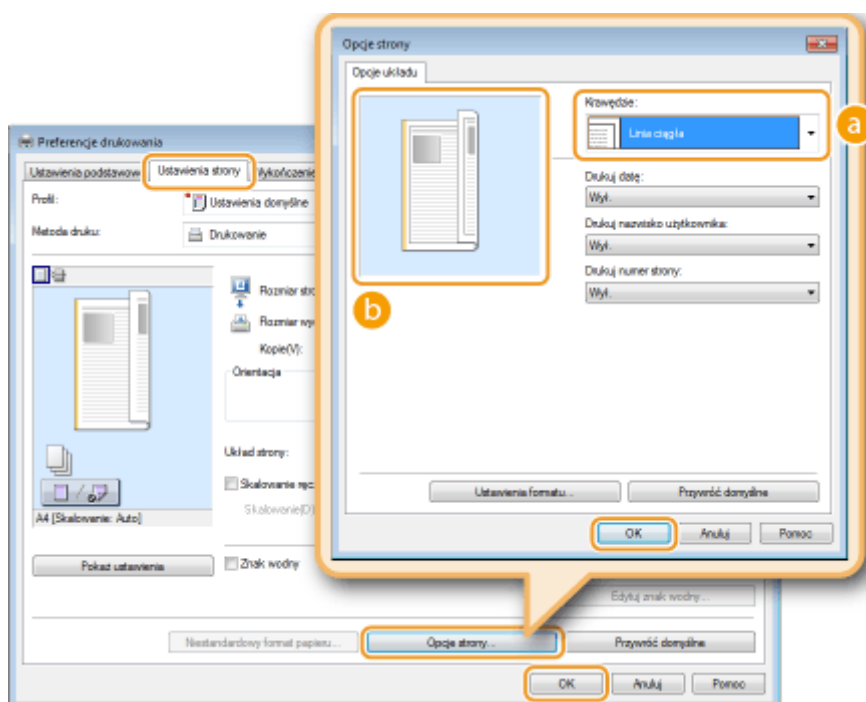 Opcje strony
Opcje układu
Krawędzie:
Linia ciągła
a
Drukuj datę:
Wył.
Drukuj nazwisko użytkownika:
Wył.
Drukuj numer strony:
Wył.
b
Ustawienia formatu...
Przywróć domyślne
OK
Anuluj
Pomoc
Preferencje drukowania
Ustawienia podstawow
Ustawienia strony
Wykończenie
Profil:
Ustawienia domyślne
Metoda druku:
Drukowanie
Rozmiar stro
Rozmiar wy
Kopie(V):
Orientacja
Układ strony:
Skalowanie ręc
Skalowanie(D)
A4 [Skalowanie: Auto]
Pokaż ustawienia
Znak wodny
Edytuj znak wodny...
Niestandardowy format papieru...
Opcje strony...
Przywróć domyślne
OK
Anuluj
Pomoc